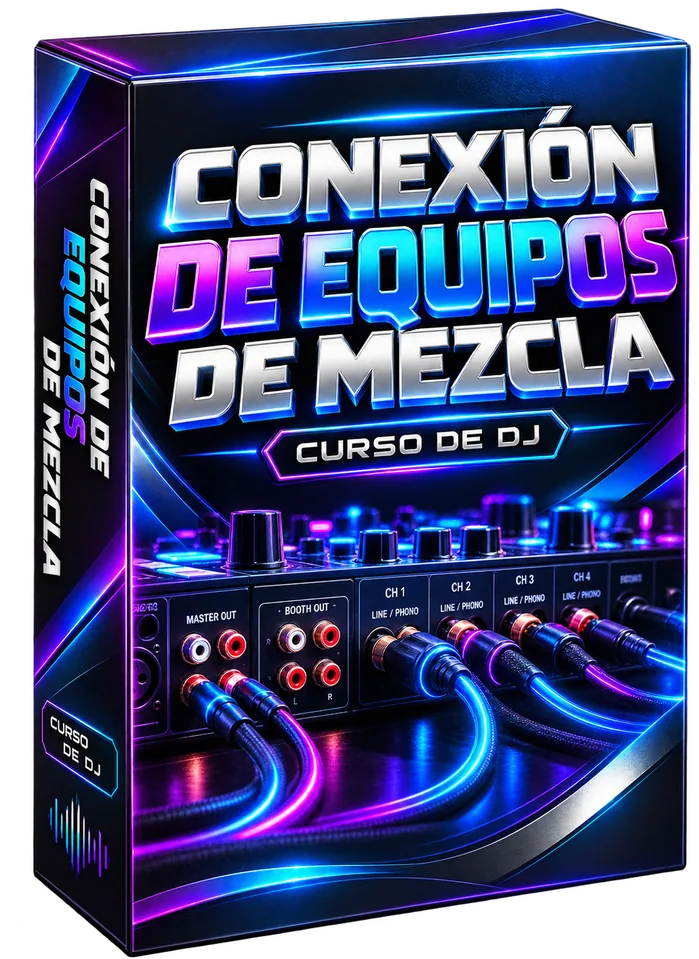 CONEXIÓN
DE EQUIPOS
DE MEZCLA
CURSO DE DJ
CONEXIÓN DE
EQUIPOS
DE MEZCLA
CURSO
DE DJ
MASTER OUT
BOOTH OUT
L
R
CH 1
LINE / PHONO
CH 2
LINE / PHONO
CH 3
LINE / PHONO
CH 4
LINE / PHONO